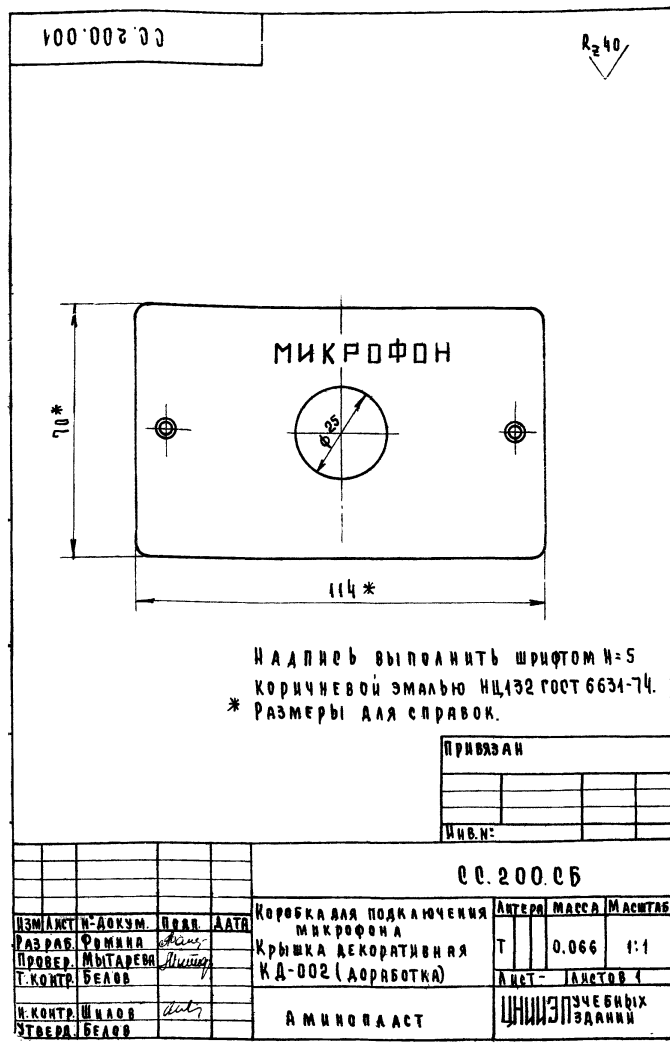 СС.200.001
Rz40
МИКРОФОН
70*
ϕ25
114*
НАДПИСЬ ВЫПОЛНИТЬ ШРИФТОМ Н=5
КОРИЧНЕВОЙ ЭМАЛЬЮ НЦ132 ГОСТ 6631-74.
* РАЗМЕРЫ ДЛЯ СПРАВОК.
ПРИВЯЗАН
ИНВ.№
СС.200.СБ
ИЗМ ЛИСТ №ДОКУМ. ПОДП. ДАТА
РАЗРАБ. ФОМИНА
ПРОВЕР. МЫТАРЕВА
Т.КОНТР. БЕЛОВ
Н.КОНТР. ШИЛОВ
УТВЕРД. БЕЛОВ
КОРОБКА ДЛЯ ПОДКЛЮЧЕНИЯ
МИКРОФОНА
КРЫШКА ДЕКОРАТИВНАЯ
КД-002 (ДОРАБОТКА)
ЛИТЕРА МАССА МАСШТАБ
Т 0.066 1:1
ЛИСТ- ЛИСТОВ 1
АМИНОПЛАСТ
ЦНИИЭП УЧЕБНЫХ
ЗДАНИЙ